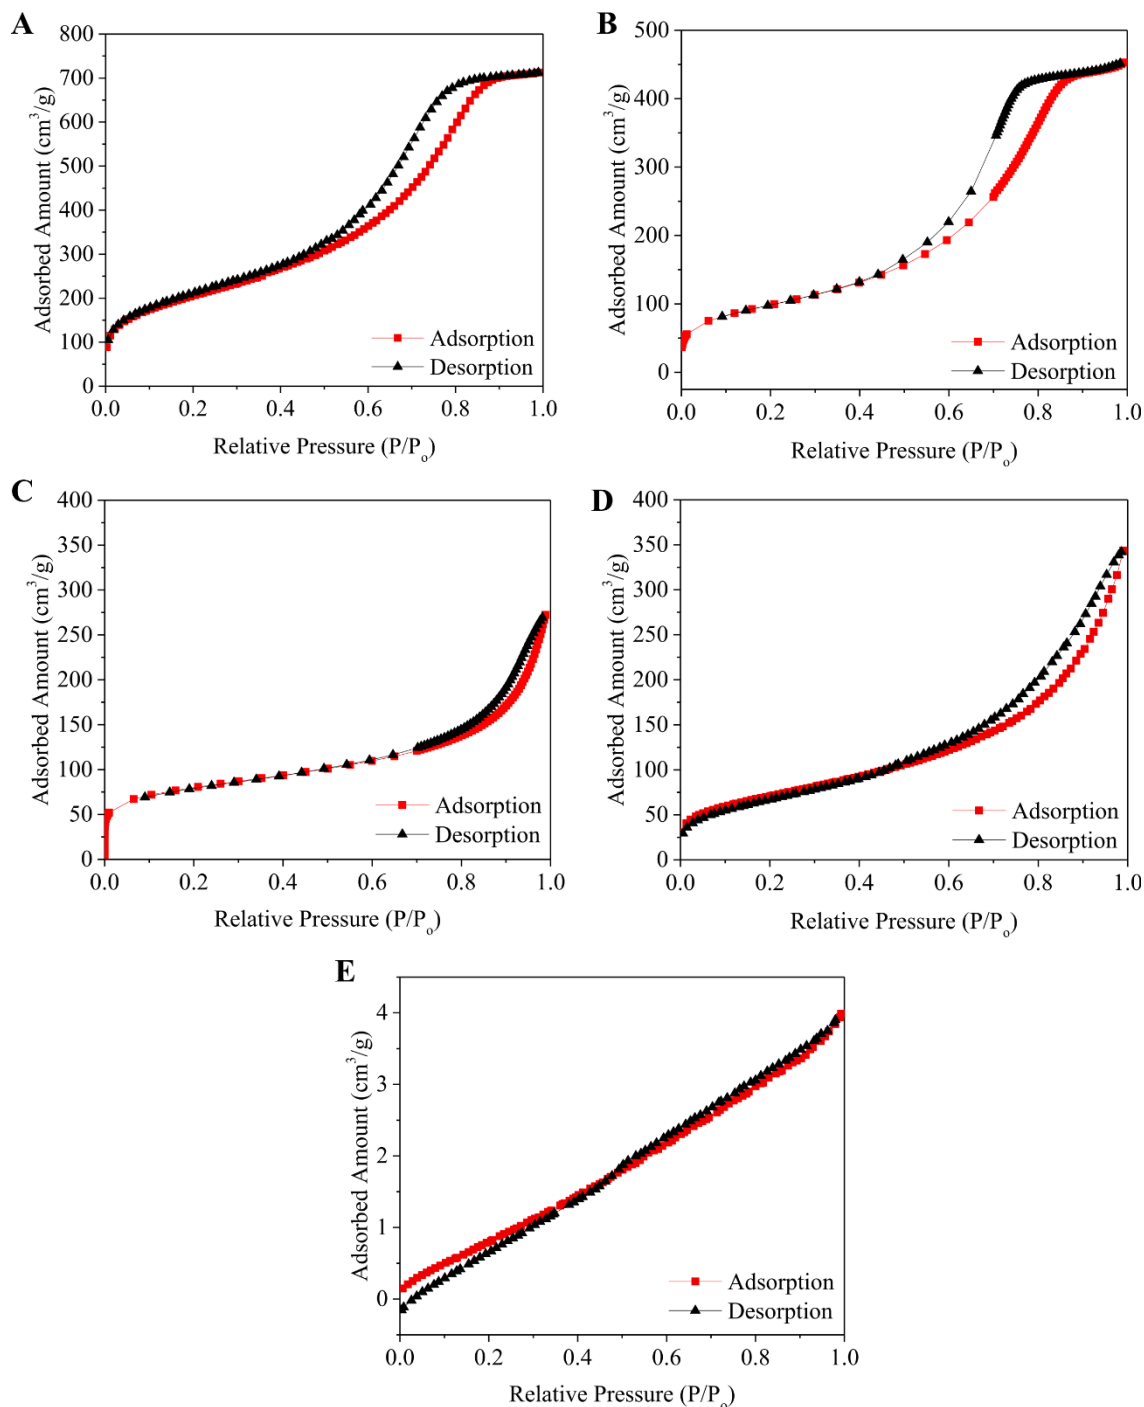 A
800
700
600
500
400
300
200
100
0
Adsorbed Amount (cm³/g)
Adsorption
Desorption
0.0 0.2 0.4 0.6 0.8 1.0
Relative Pressure (P/Pₒ)
B
500
400
300
200
100
0
Adsorbed Amount (cm³/g)
Adsorption
Desorption
0.0 0.2 0.4 0.6 0.8 1.0
Relative Pressure (P/Pₒ)
C
400
350
300
250
200
150
100
50
0
Adsorbed Amount (cm³/g)
Adsorption
Desorption
0.0 0.2 0.4 0.6 0.8 1.0
Relative Pressure (P/Pₒ)
D
400
350
300
250
200
150
100
50
0
Adsorbed Amount (cm³/g)
Adsorption
Desorption
0.0 0.2 0.4 0.6 0.8 1.0
Relative Pressure (P/Pₒ)
E
4
3
2
1
0
Adsorbed Amount (cm³/g)
Adsorption
Desorption
0.0 0.2 0.4 0.6 0.8 1.0
Relative Pressure (P/Pₒ)